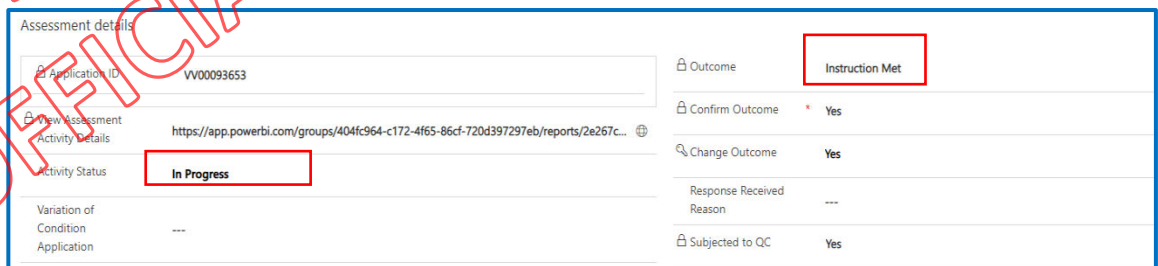 OFFICIA
Assessment details
Application ID VV00093653
View Assessment
Activity Details
https://app.powerbi.com/groups/404fc964-c172-4f65-86cf-720d397297eb/reports/2e267c...
Activity Status In Progress
Variation of
Condition
Application
---
Outcome Instruction Met
Confirm Outcome * Yes
Change Outcome Yes
Response Received
Reason
---
Subjected to QC Yes